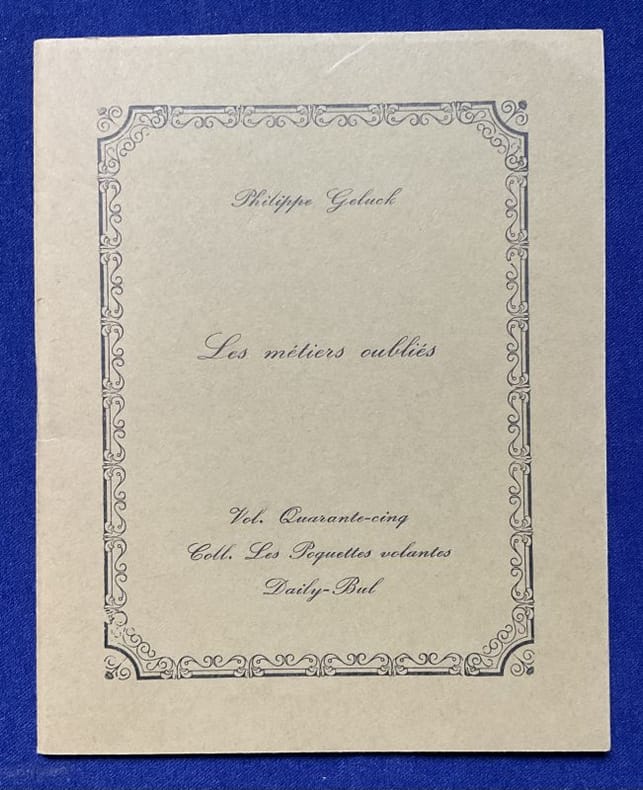 Philippe Geluck
Les métiers oubliés
Vol. Quarante-cinq
Coll. Les Poquettes volantes
Daily-Bul